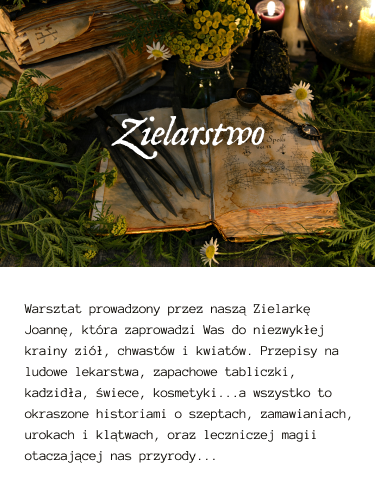 Zielarstwo
Warsztat prowadzony przez naszą Zielarkę
Joannę, która zaprowadzi Was do niezwykłej
krainy ziół, chwastów i kwiatów. Przepisy na
ludowe lekarstwa, zapachowe tabliczki,
kadzidła, świece, kosmetyki...a wszystko to
okraszone historiami o szeptach, zamawianiach,
urokach i klątwach, oraz leczniczej magii
otaczającej nas przyrody...